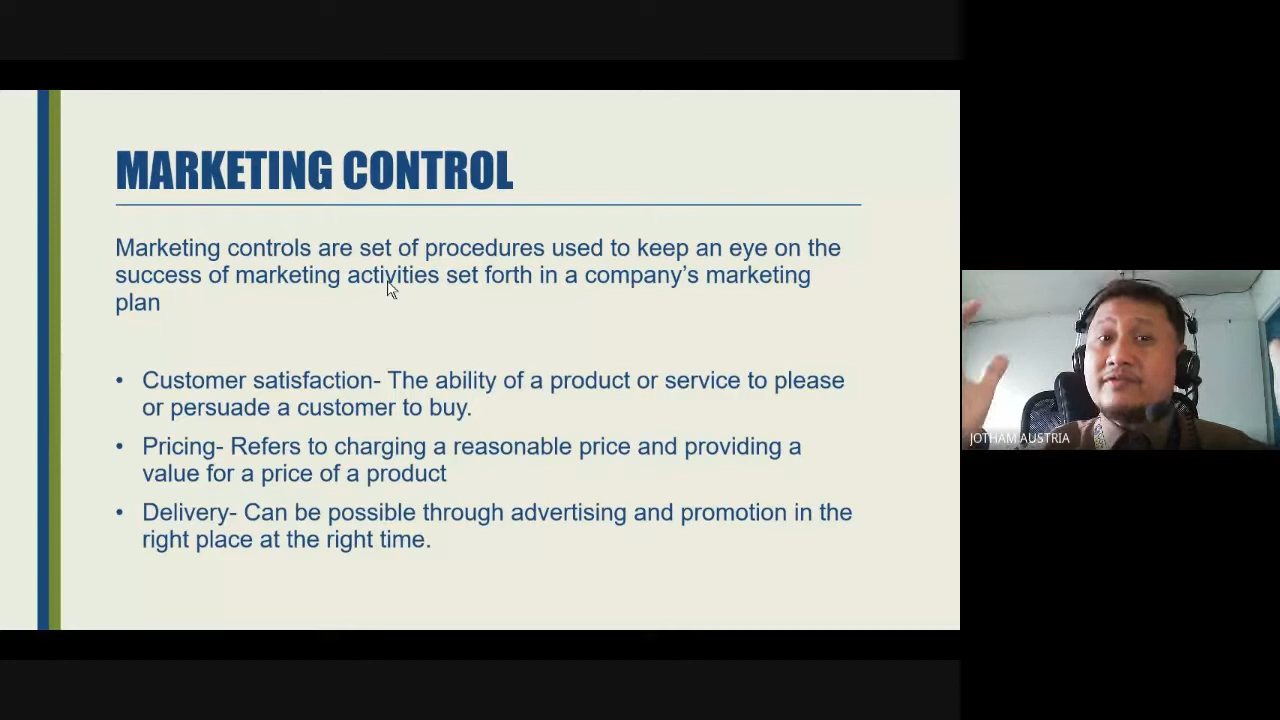 MARKETING CONTROL
Marketing controls are set of procedures used to keep an eye on the
success of marketing activities set forth in a company’s marketing
plan
• Customer satisfaction- The ability of a product or service to please
or persuade a customer to buy.
• Pricing- Refers to charging a reasonable price and providing a
value for a price of a product
• Delivery- Can be possible through advertising and promotion in the
right place at the right time.
JOTHAM AUSTRIA